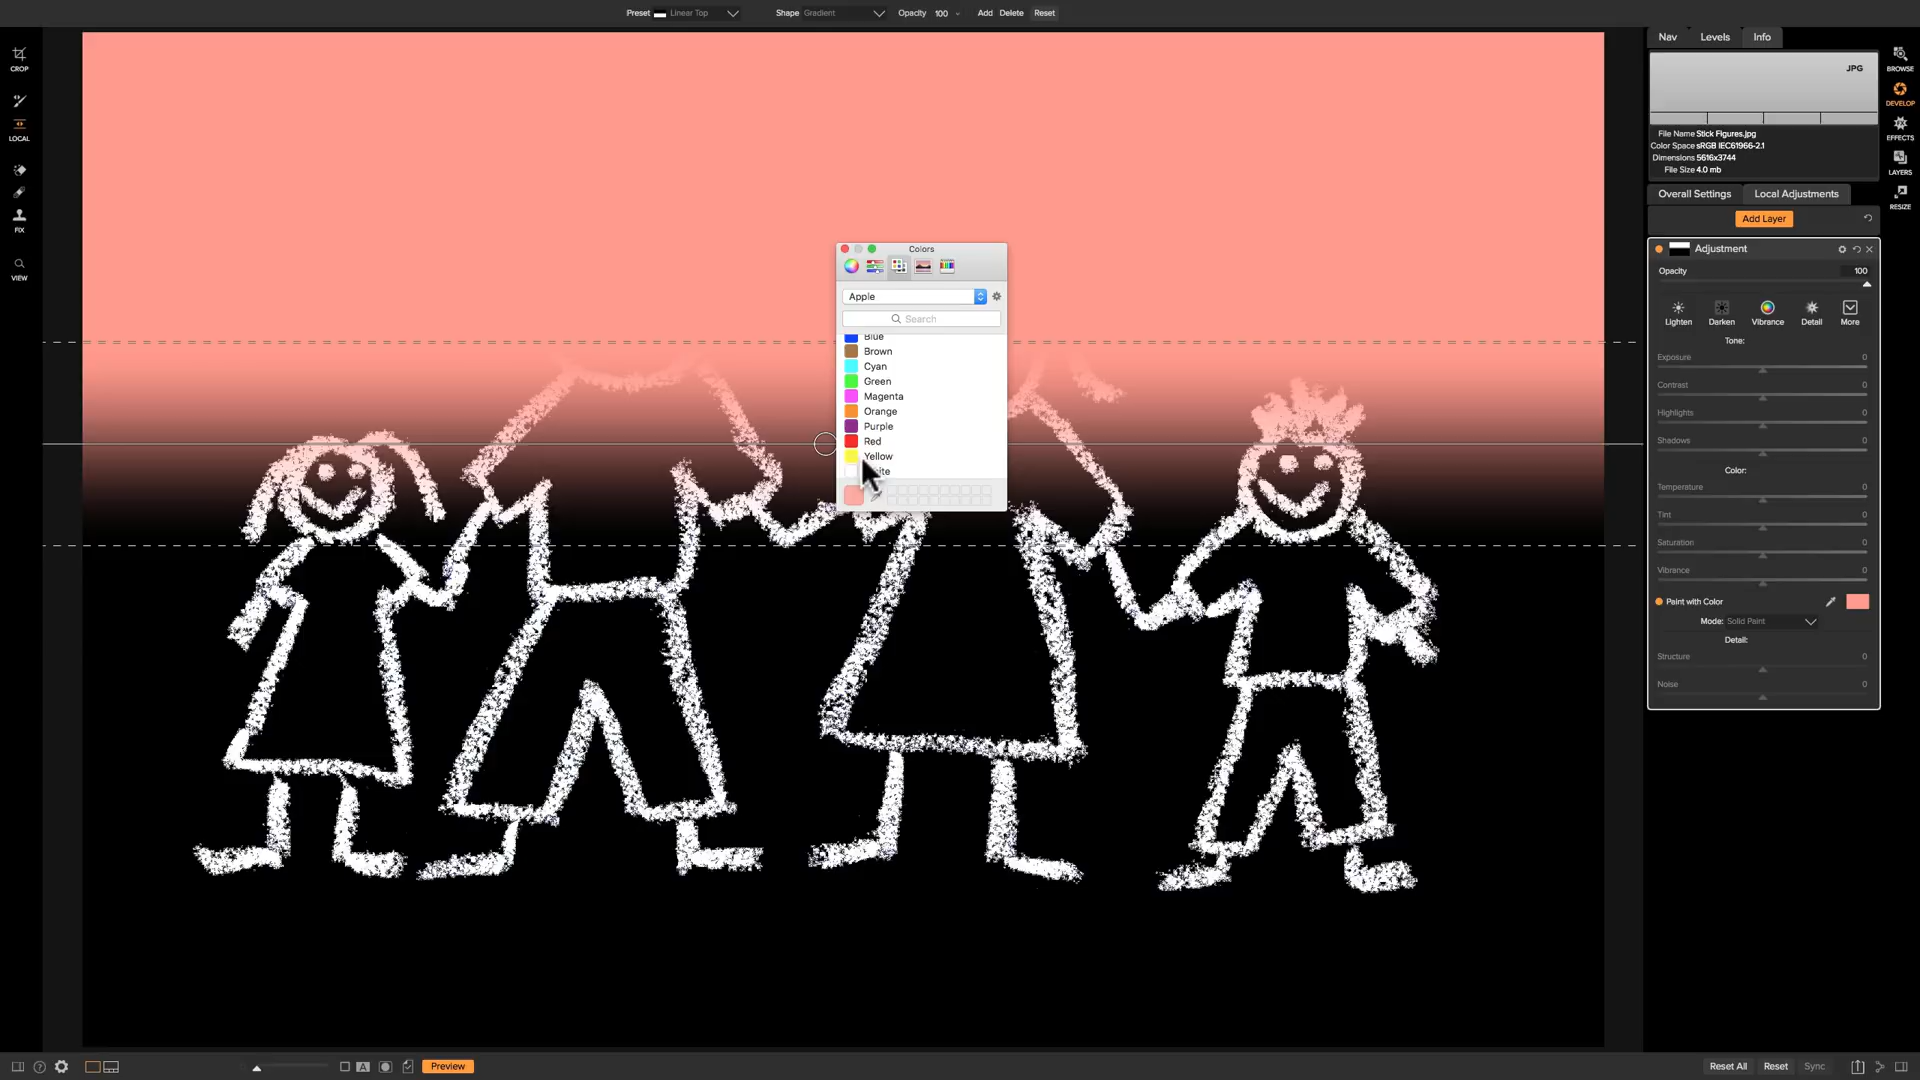 Preset Linear Top Shape Gradient Opacity 100 Add Delete Reset
CROP
LOCAL
FIX
VIEW
Nav Levels Info
JPG
File Name Stick Figures.jpg
Color Space sRGB IEC61966-2.1
Dimensions 5616x3744
File Size 4.0 mb
BROWSE
DEVELOP
EFFECTS
LAYERS
RESIZE
Overall Settings Local Adjustments
Add Layer
Adjustment
Opacity 100
Lighten Darken Vibrance Detail More
Tone:
Exposure 0
Contrast 0
Highlights 0
Shadows 0
Color:
Temperature 0
Tint 0
Saturation 0
Vibrance 0
Paint with Color
Mode: Solid Paint
Detail:
Structure 0
Noise 0
Colors
Apple
Search
Blue
Brown
Cyan
Green
Magenta
Orange
Purple
Red
Yellow
A Preview
Reset All Reset Sync